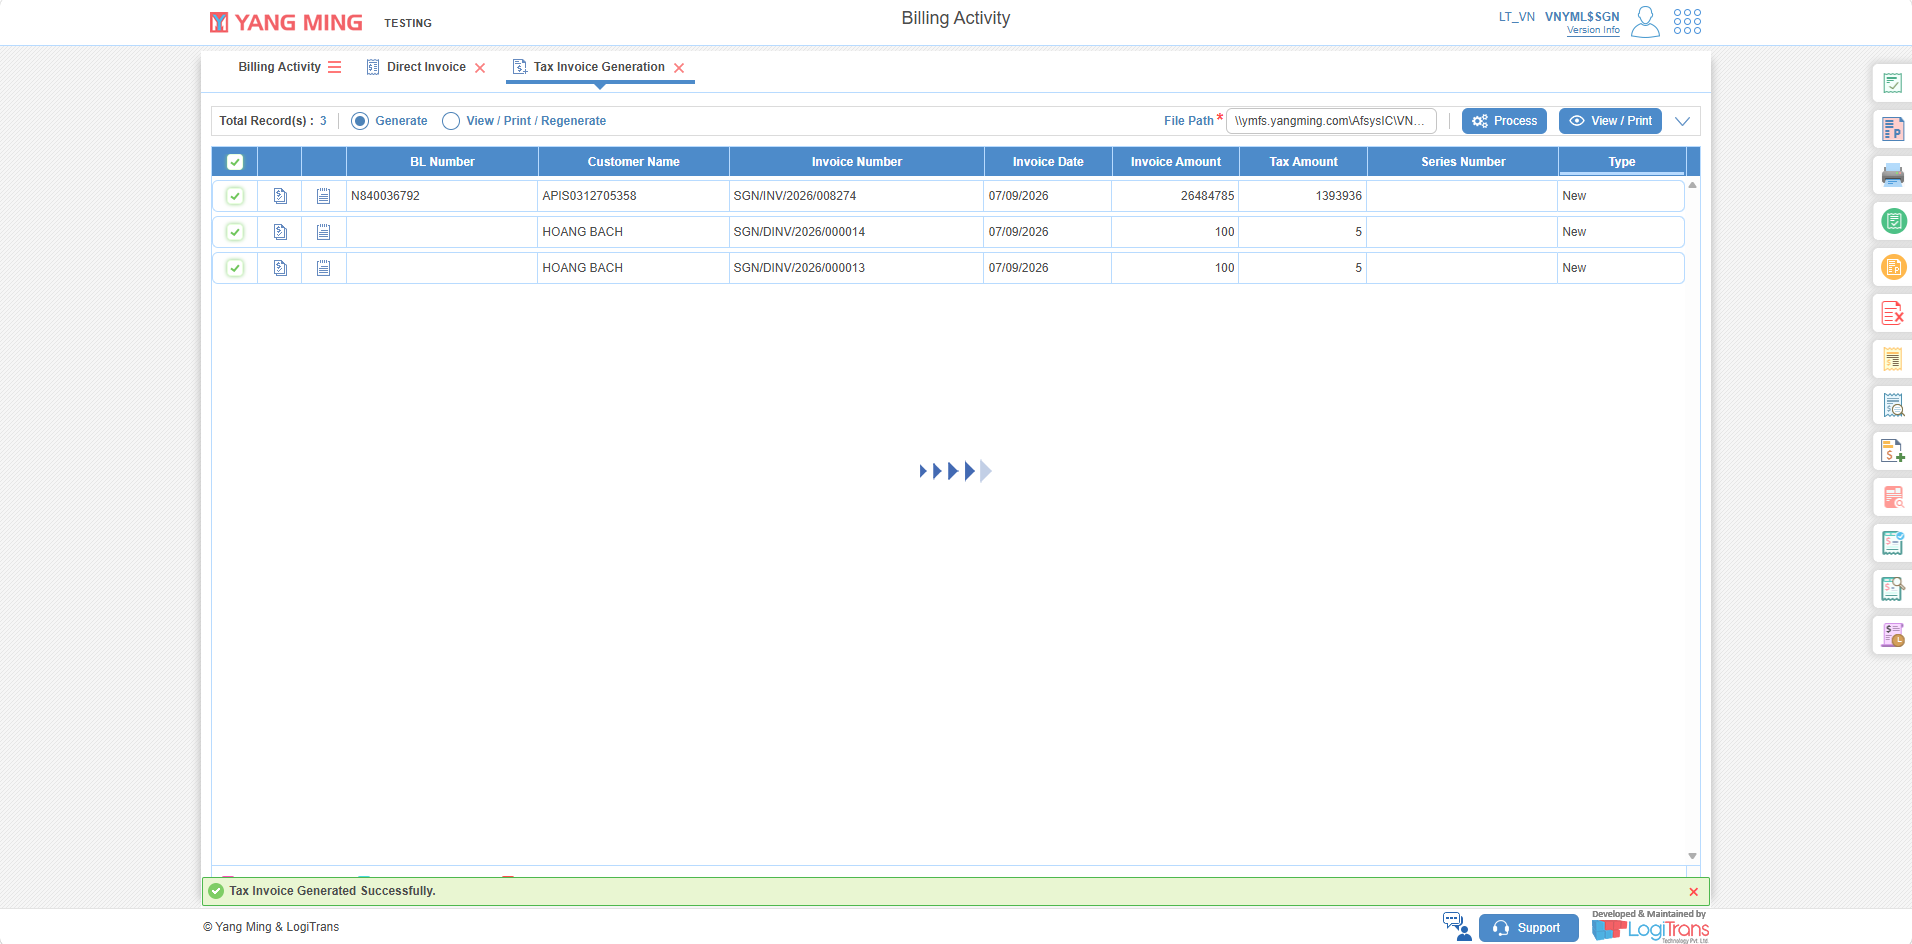 YANG MING TESTING
Billing Activity
LT_VN VNYML$SGN
Version Info
Billing Activity Direct Invoice Tax Invoice Generation
Total Record(s) : 3 Generate View / Print / Regenerate File Path * \\ymfs.yangming.com\AfsysIC\VN... Process View / Print
BL Number Customer Name Invoice Number Invoice Date Invoice Amount Tax Amount Series Number Type
N840036792 APIS0312705358 SGN/INV/2026/008274 07/09/2026 26484785 1393936 New
HOANG BACH SGN/DINV/2026/000014 07/09/2026 100 5 New
HOANG BACH SGN/DINV/2026/000013 07/09/2026 100 5 New
Tax Invoice Generated Successfully.
© Yang Ming & LogiTrans
Support
Developed & Maintained by
LogiTrans
Technology Pvt. Ltd.